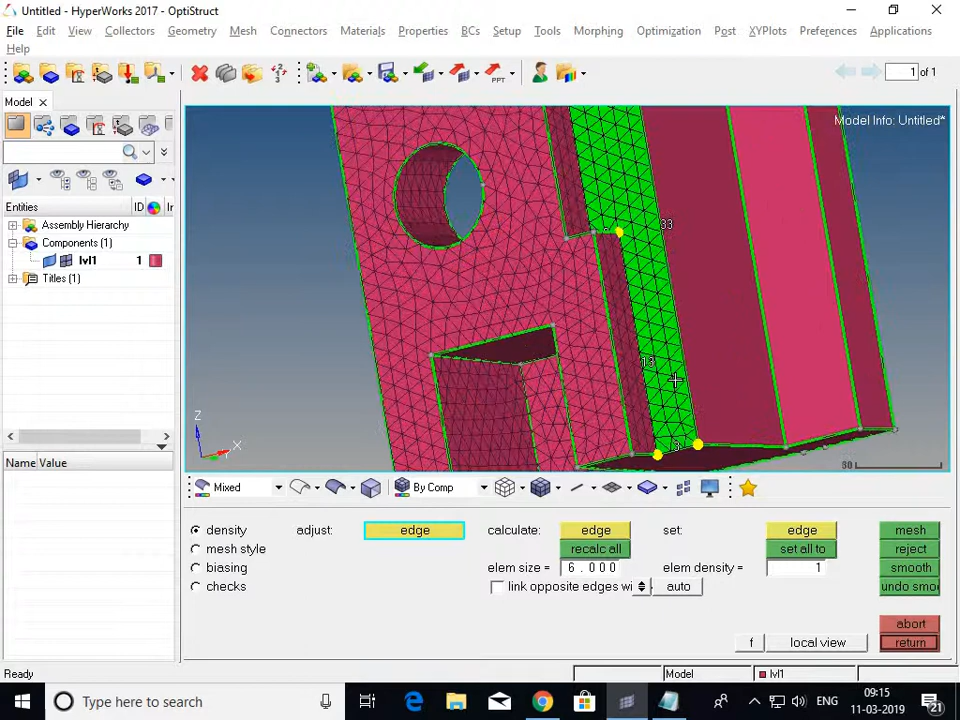 Untitled - HyperWorks 2017 - OptiStruct
File Edit View Collectors Geometry Mesh Connectors Materials Properties BCs Setup Tools Morphing Optimization Post XYPlots Preferences Applications
Help
1 of 1
Model
Model Info: Untitled*
Entities ID
Assembly Hierarchy
Components (1)
lvl1 1
Titles (1)
33
13
3
Z
X
80
Name Value
Mixed By Comp
density adjust: edge calculate: edge set: edge mesh
mesh style recalc all set all to reject
biasing elem size = 6.000 elem density = 1 smooth
checks link opposite edges wi auto undo smo
abort
f local view return
Ready Model lvl1
Type here to search
ENG
09:15
11-03-2019
21